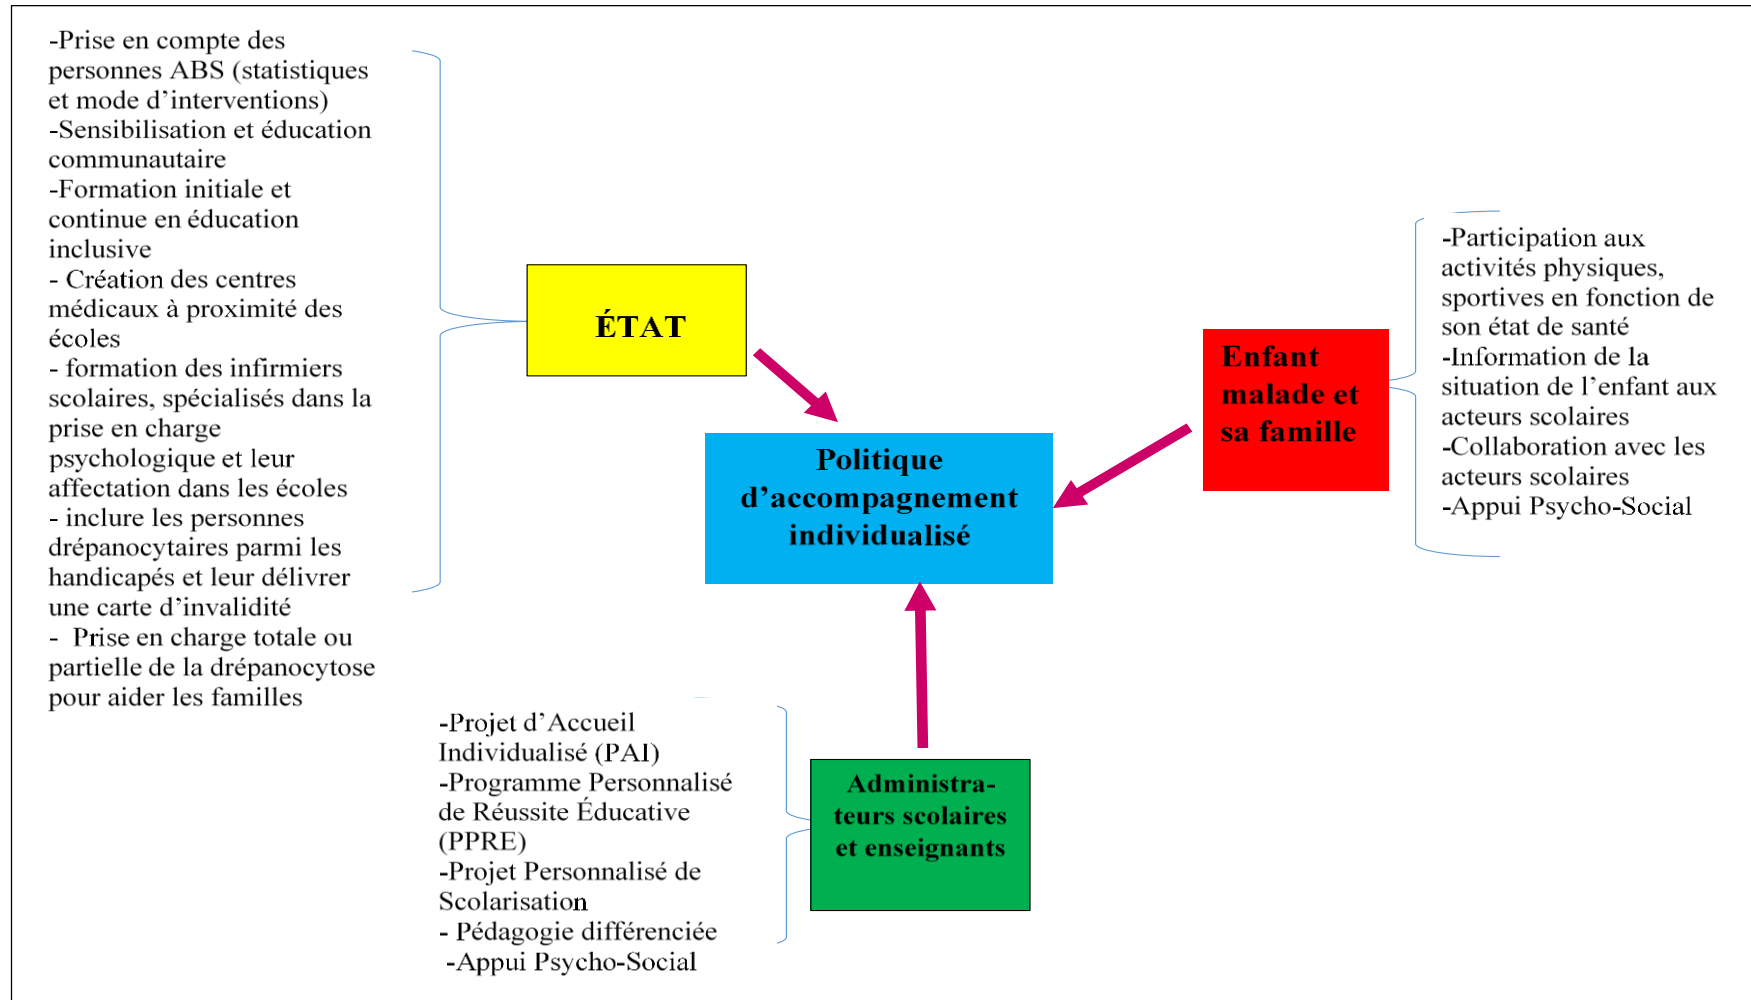 -Prise en compte des
personnes ABS (statistiques
et mode d’interventions)
-Sensibilisation et éducation
communautaire
-Formation initiale et
continue en éducation
inclusive
- Création des centres
médicaux à proximité des
écoles
- formation des infirmiers
scolaires, spécialisés dans la
prise en charge
psychologique et leur
affectation dans les écoles
- inclure les personnes
drépanocytaires parmi les
handicapés et leur délivrer
une carte d’invalidité
- Prise en charge totale ou
partielle de la drépanocytose
pour aider les familles
ÉTAT
Politique
d’accompagnement
individualisé
Enfant
malade et
sa famille
-Participation aux
activités physiques,
sportives en fonction de
son état de santé
-Information de la
situation de l’enfant aux
acteurs scolaires
-Collaboration avec les
acteurs scolaires
-Appui Psycho-Social
-Projet d’Accueil
Individualisé (PAI)
-Programme Personnalisé
de Réussite Éducative
(PPRE)
-Projet Personnalisé de
Scolarisation
- Pédagogie différenciée
-Appui Psycho-Social
Administra-
teurs scolaires
et enseignants